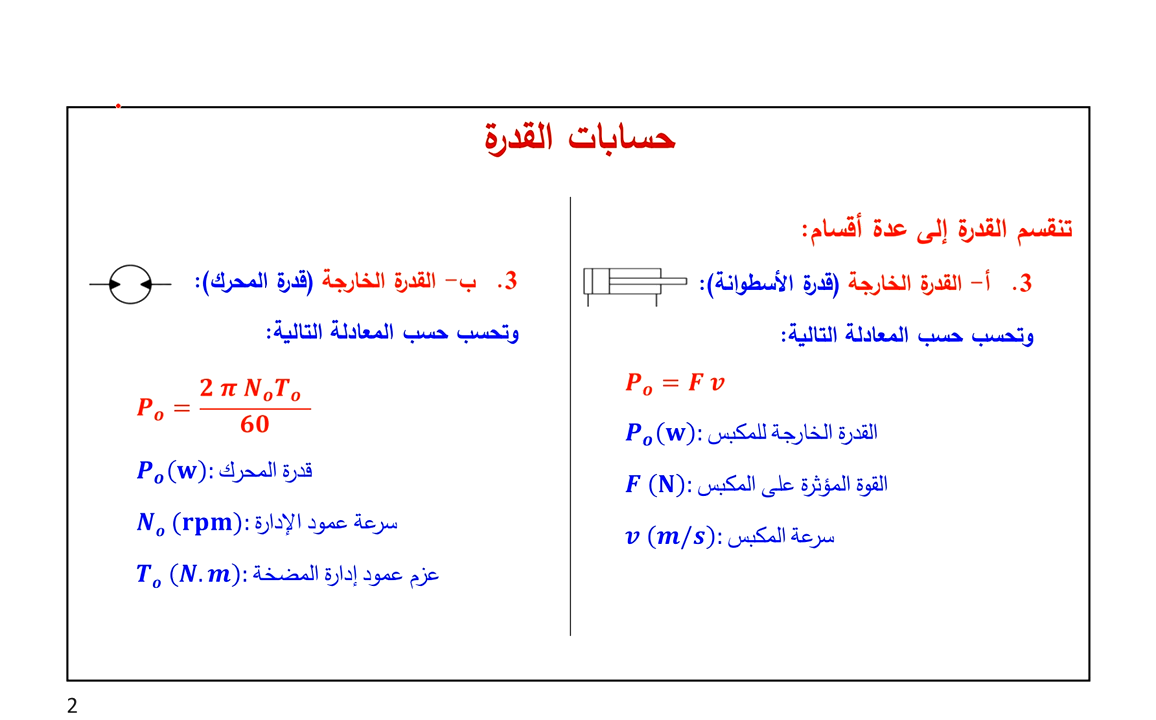 حسابات القدرة
تنقسم القدرة إلى عدة أقسام:
3. أ- القدرة الخارجة (قدرة الأسطوانة):
وتحسب حسب المعادلة التالية:
P_o = F v
P_o (w): القدرة الخارجة للمكبس
F (N): القوة المؤثرة على المكبس
v (m/s): سرعة المكبس
3. ب- القدرة الخارجة (قدرة المحرك):
وتحسب حسب المعادلة التالية:
P_o = 2 π N_o T_o / 60
P_o (w): قدرة المحرك
N_o (rpm): سرعة عمود الإدارة
T_o (N.m): عزم عمود إدارة المضخة
2